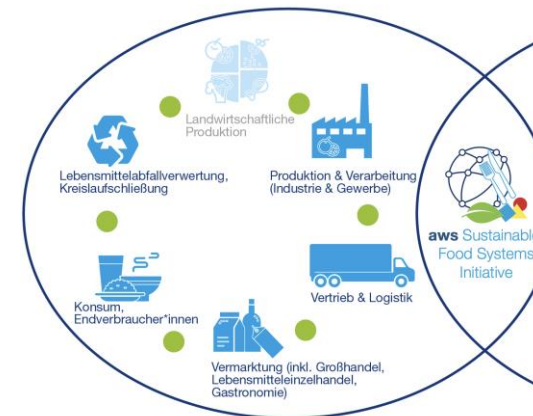 Landwirtschaftliche
Produktion
Lebensmittelabfallverwertung,
Kreislaufschließung
Produktion & Verarbeitung
(Industrie & Gewerbe)
aws Sustainable
Food Systems
Initiative
Vertrieb & Logistik
Konsum,
Endverbraucher*innen
Vermarktung (inkl. Großhandel,
Lebensmitteleinzelhandel,
Gastronomie)